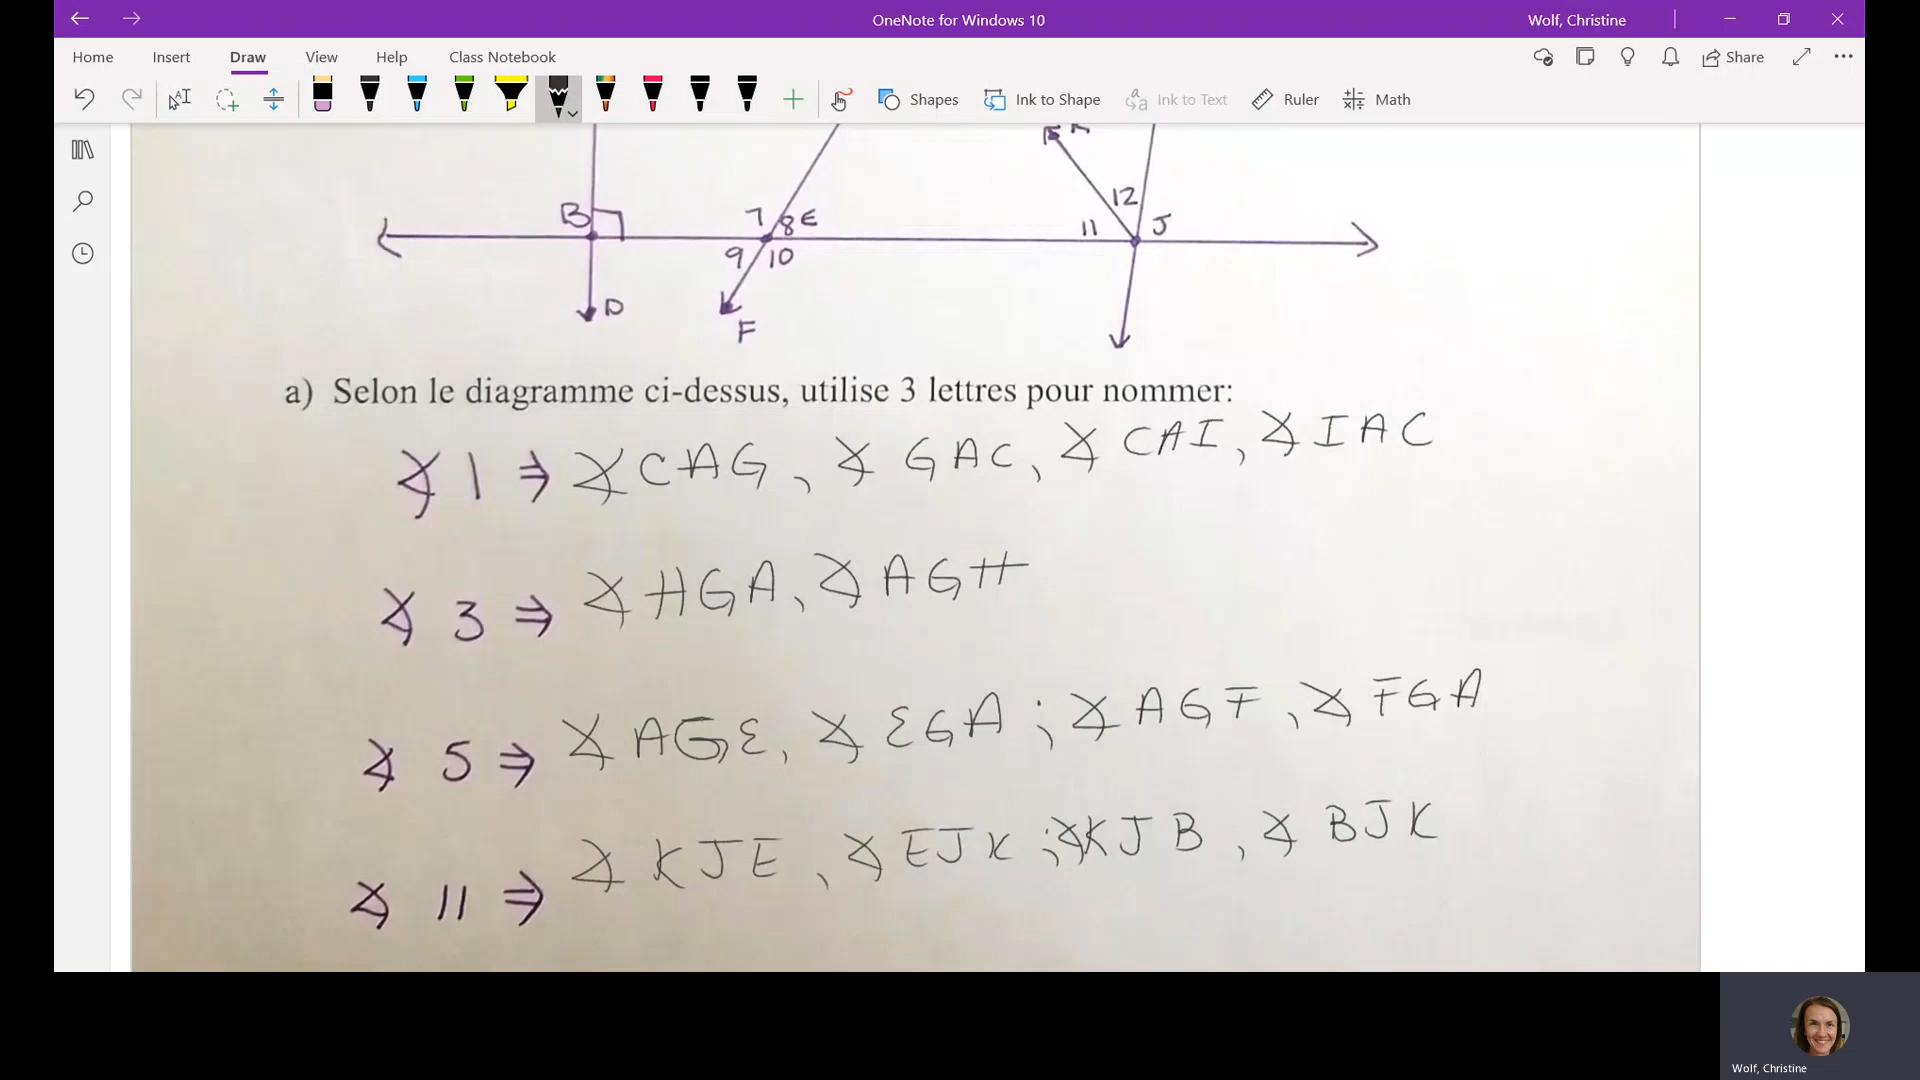 OneNote for Windows 10
Wolf, Christine
Home Insert Draw View Help Class Notebook
Share
Shapes Ink to Shape Ink to Text Ruler Math
B 7 8 E 12
11 J
9 10
D
F
a) Selon le diagramme ci-dessus, utilise 3 lettres pour nommer:
∡ 1 ⇒ ∡ CAG, ∡ GAC, ∡ CAI, ∡ IAC
∡ 3 ⇒ ∡ HGA, ∡ AGH
∡ 5 ⇒ ∡ AGE, ∡ EGA ; ∡ AGF, ∡ FGA
∡ 11 ⇒ ∡ KJE, ∡ EJK ; ∡ KJB, ∡ BJK
Wolf, Christine